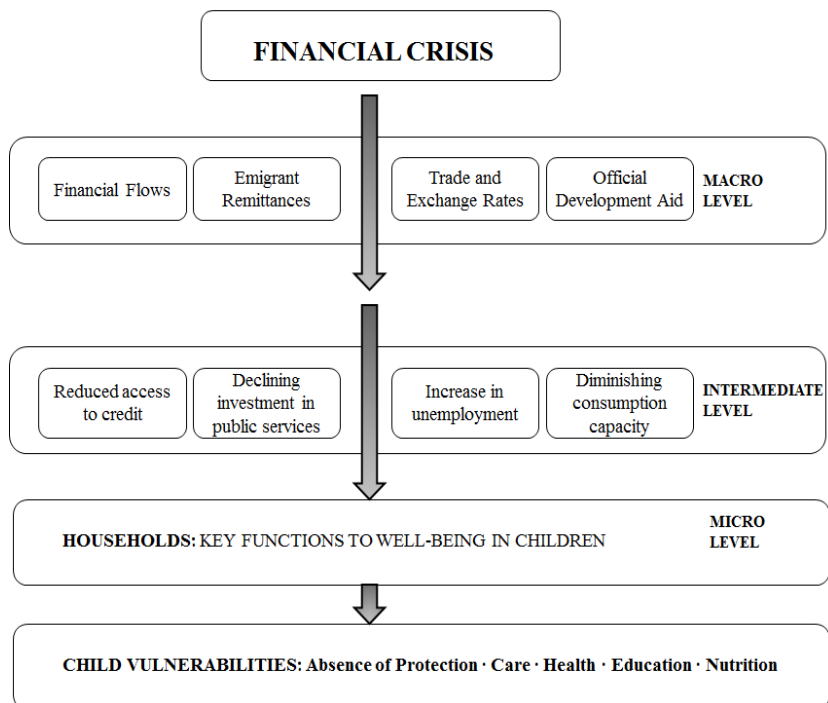 FINANCIAL CRISIS
Financial Flows
Emigrant
Remittances
Trade and
Exchange Rates
Official
Development Aid
MACRO
LEVEL
Reduced access
to credit
Declining
investment in
public services
Increase in
unemployment
Diminishing
consumption
capacity
INTERMEDIATE
LEVEL
HOUSEHOLDS: KEY FUNCTIONS TO WELL-BEING IN CHILDREN
MICRO
LEVEL
CHILD VULNERABILITIES: Absence of Protection · Care · Health · Education · Nutrition